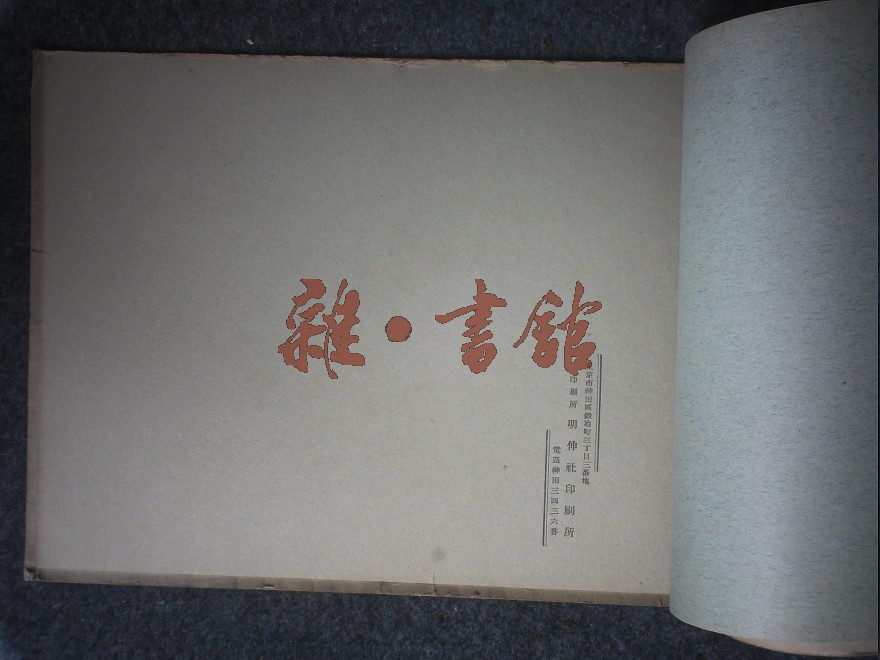 雜·書館
東京市神田區鍛冶町三丁目三番地
印刷所 明伸社印刷所
電話神田三四三六番